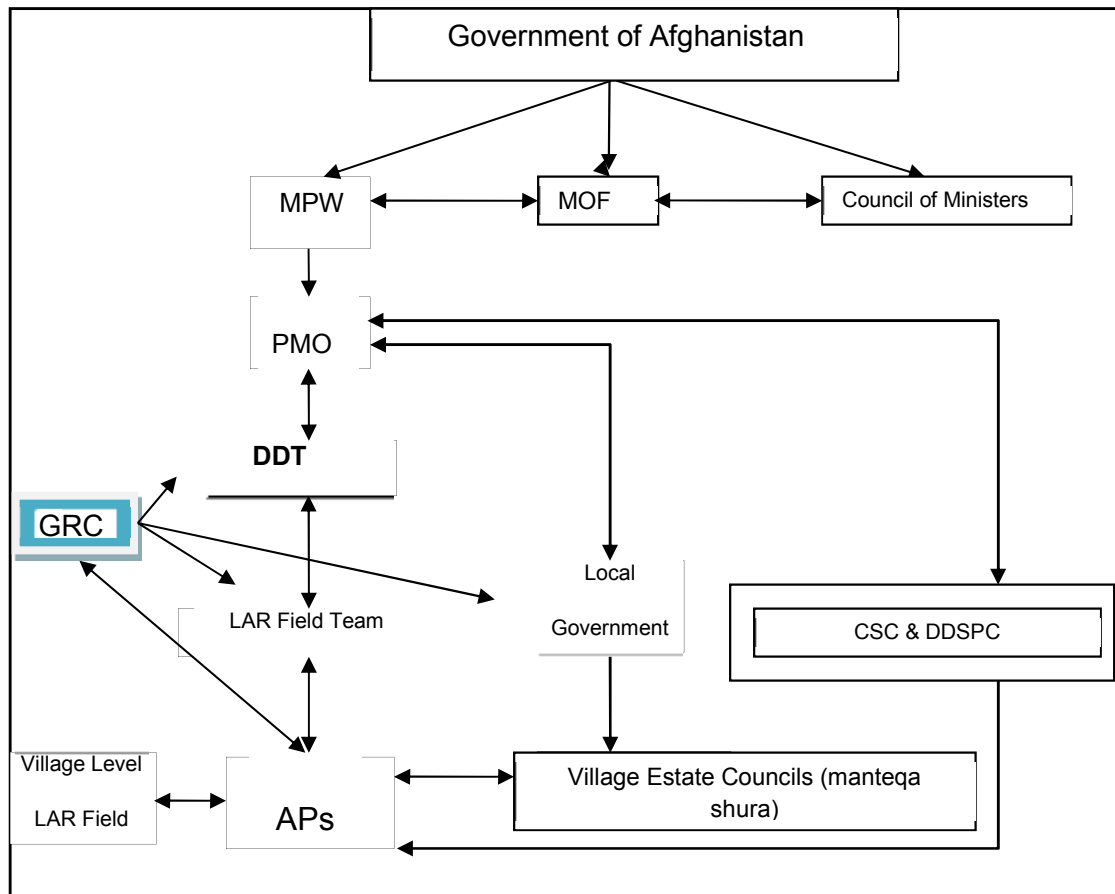 Government of Afghanistan
MPW
MOF
Council of Ministers
PMO
DDT
GRC
LAR Field Team
Local
Government
CSC & DDSPC
Village Level
LAR Field
APs
Village Estate Councils (manteqa
shura)